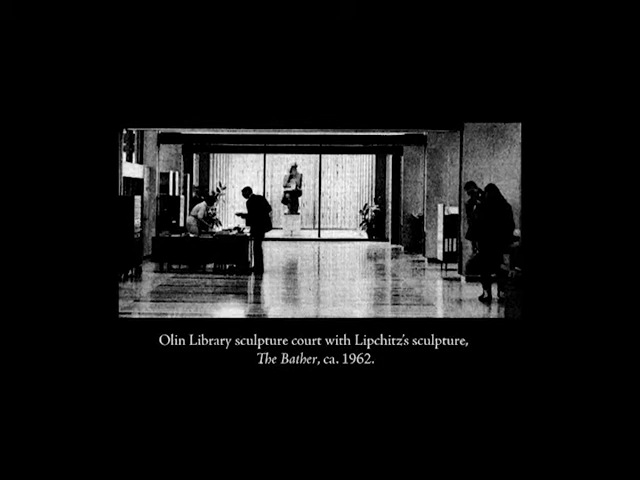 Olin Library sculpture court with Lipchitz's sculpture,
The Bather, ca. 1962.